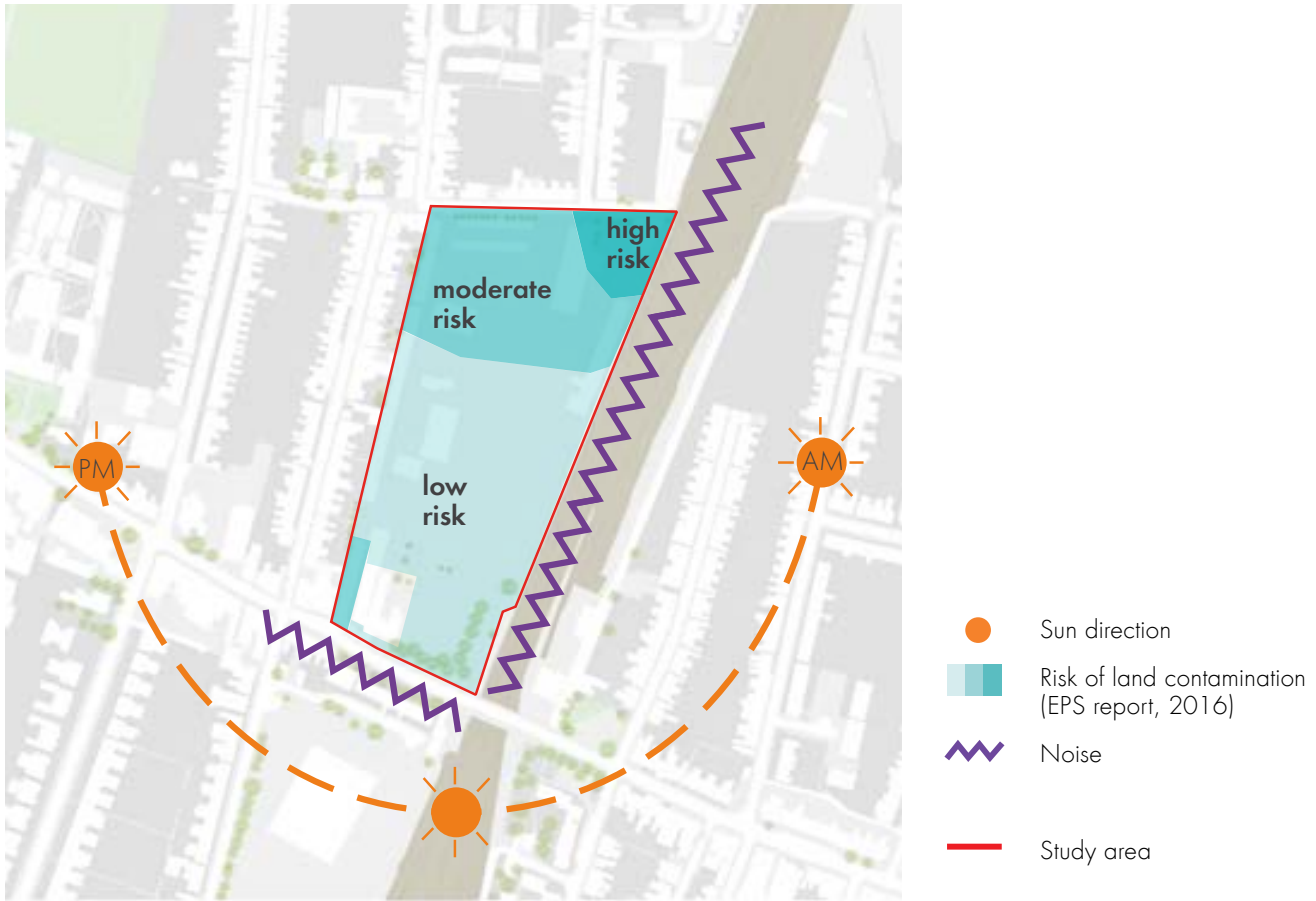 high
risk
moderate
risk
low
risk
PM
AM
Sun direction
Risk of land contamination
(EPS report, 2016)
Noise
Study area